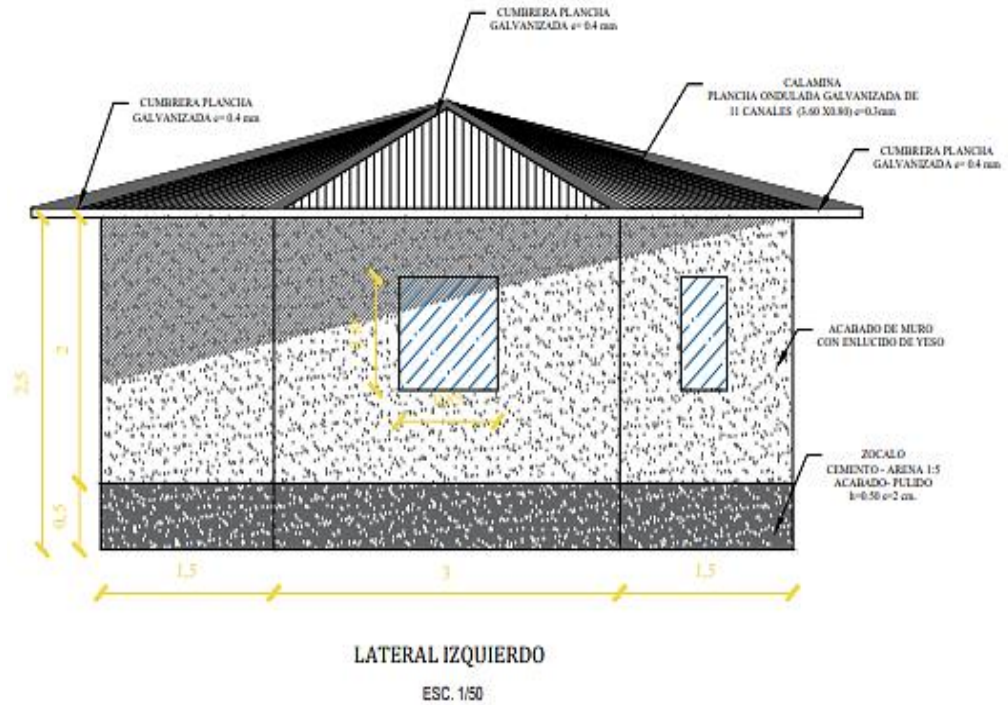 CUMBRERA PLANCHA
GALVANIZADA e= 0.4 mm
CUMBRERA PLANCHA
GALVANIZADA e= 0.4 mm
CALAMINA
PLANCHA ONDULADA GALVANIZADA DE
11 CANALES (3.60 X0.80) e=0.3mm
CUMBRERA PLANCHA
GALVANIZADA e= 0.4 mm
2,5
2
0,5
ACABADO DE MURO
CON ENLUCIDO DE YESO
ZOCALO
CEMENTO - ARENA 1:5
ACABADO- PULIDO
h=0.50 e=2 cm.
1,5
3
1,5
LATERAL IZQUIERDO
ESC. 1/50